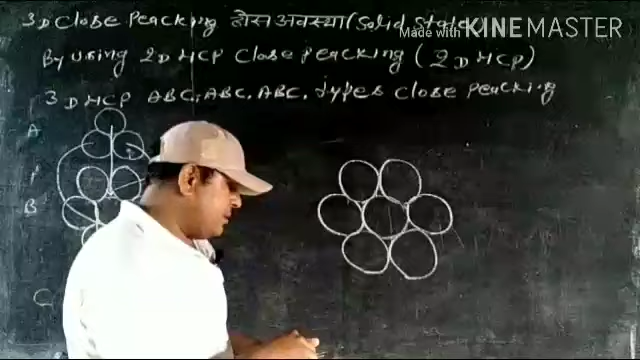 3D Close Peacking ठोस अवस्था (Solid State
Made with KINEMASTER
By using 2D HCP Close peacking (2D HCP)
3D HCP ABC, ABC, ABC. Types Close Peacking
A
B
C